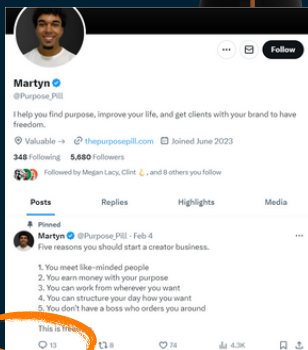 Follow
Martyn
@Purpose_Pill
I help you find purpose, improve your life, and get clients with your brand to have
freedom.
Valuable → thepurposepill.com Joined June 2023
348 Following 5,680 Followers
Followed by Megan Lacy, Clint, and 8 others you follow
Posts Replies Highlights Media
Pinned
Martyn @Purpose_Pill · Feb 4
Five reasons you should start a creator business.
1. You meet like-minded people
2. You earn money with your purpose
3. You can work from wherever you want
4. You can structure your day how you want
5. You don't have a boss who orders you around
This is freedom
13 8 74 4.3K